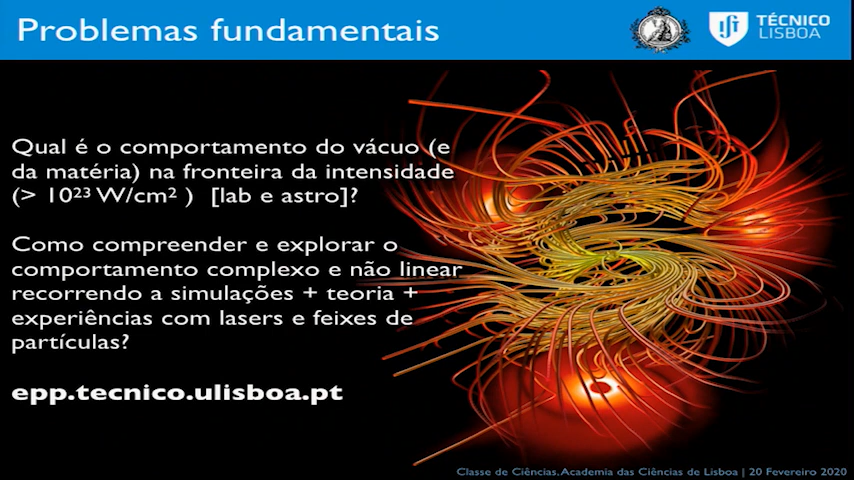 Problemas fundamentais
TÉCNICO
LISBOA
Qual é o comportamento do vácuo (e
da matéria) na fronteira da intensidade
(> 10²³ W/cm² ) [lab e astro]?
Como compreender e explorar o
comportamento complexo e não linear
recorrendo a simulações + teoria +
experiências com lasers e feixes de
partículas?
epp.tecnico.ulisboa.pt
Classe de Ciências, Academia das Ciências de Lisboa | 20 Fevereiro 2020